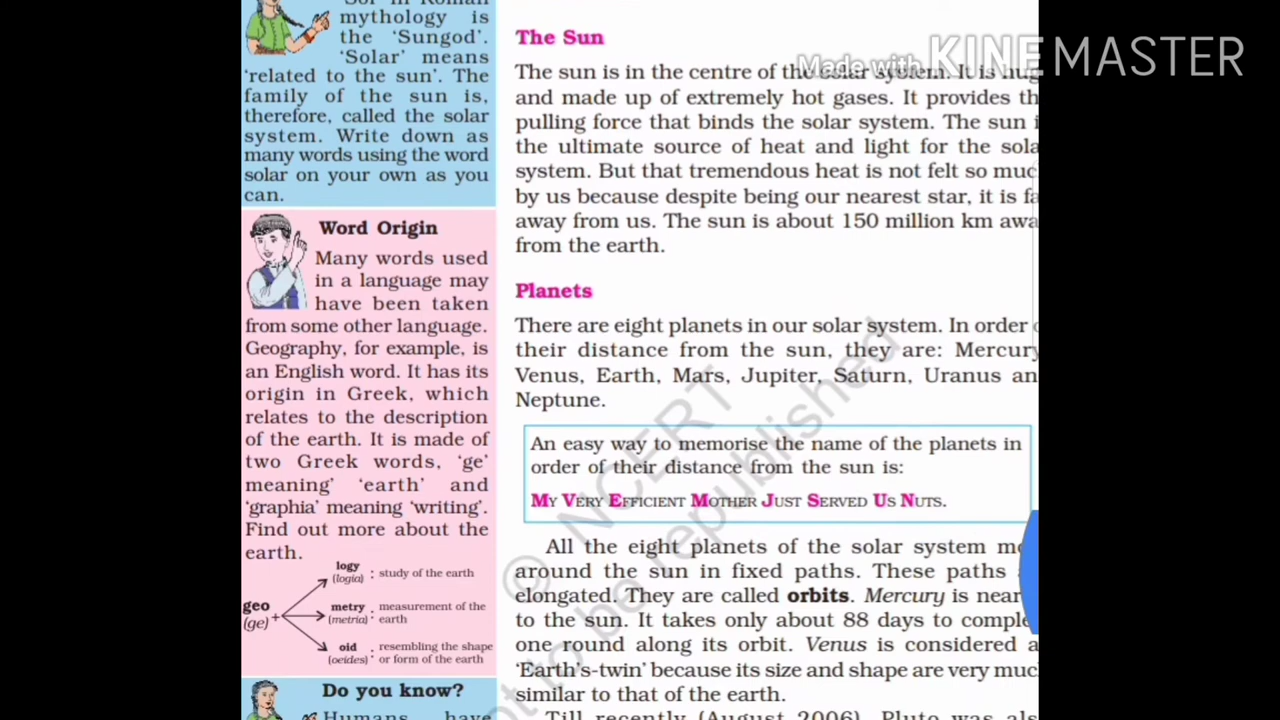 'Sol' in Roman
mythology is
the 'Sungod'.
'Solar' means
'related to the sun'. The
family of the sun is,
therefore, called the solar
system. Write down as
many words using the word
solar on your own as you
can.
Word Origin
Many words used
in a language may
have been taken
from some other language.
Geography, for example, is
an English word. It has its
origin in Greek, which
relates to the description
of the earth. It is made of
two Greek words, 'ge'
meaning 'earth' and
'graphia' meaning 'writing'.
Find out more about the
earth.
geo
(ge)
+
logy
(logia) : study of the earth
metry : measurement of the
(metria) earth
oid : resembling the shape
(oeides) or form of the earth
Do you know?
Humans have
The Sun
The sun is in the centre of the solar system. It is hug
and made up of extremely hot gases. It provides th
pulling force that binds the solar system. The sun i
the ultimate source of heat and light for the sola
system. But that tremendous heat is not felt so muc
by us because despite being our nearest star, it is fa
away from us. The sun is about 150 million km awa
from the earth.
Planets
There are eight planets in our solar system. In order
their distance from the sun, they are: Mercury
Venus, Earth, Mars, Jupiter, Saturn, Uranus an
Neptune.
An easy way to memorise the name of the planets in
order of their distance from the sun is:
MY VERY EFFICIENT MOTHER JUST SERVED US NUTS.
All the eight planets of the solar system mo
around the sun in fixed paths. These paths a
elongated. They are called orbits. Mercury is near
to the sun. It takes only about 88 days to comple
one round along its orbit. Venus is considered a
'Earth's-twin' because its size and shape are very muc
similar to that of the earth.
Till recently (August 2006), Pluto was als
© NCERT
not to be republished
Made with KINEMASTER